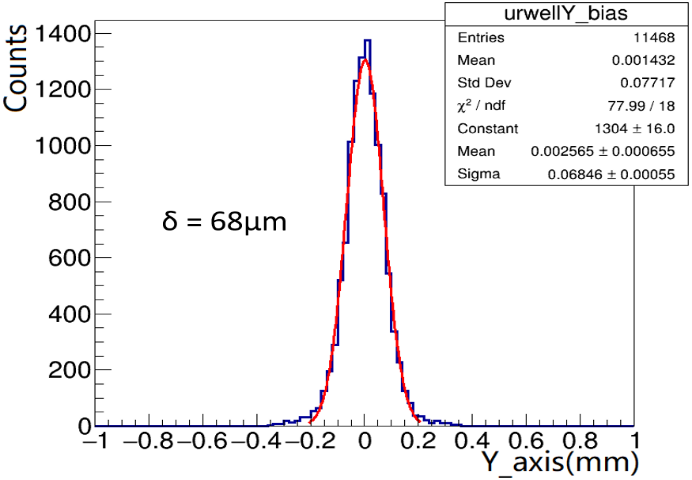 urwellY_bias
Entries 11468
Mean 0.001432
Std Dev 0.07717
χ² / ndf 77.99 / 18
Constant 1304 ± 16.0
Mean 0.002565 ± 0.000655
Sigma 0.06846 ± 0.00055
Counts
1400
1200
1000
800
600
400
200
0
δ = 68μm
−1 −0.8 −0.6 −0.4 −0.2 0 0.2 0.4 0.6 0.8 1
Y_axis(mm)